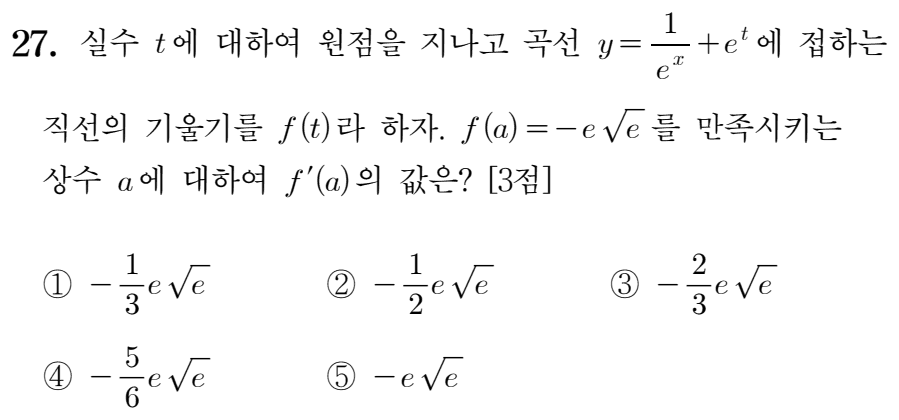 27. 실수 t에 대하여 원점을 지나고 곡선 y = 1/e^x + e^t 에 접하는
직선의 기울기를 f(t)라 하자. f(a) = -e√e 를 만족시키는
상수 a에 대하여 f′(a)의 값은? [3점]
① -1/3 e√e ② -1/2 e√e ③ -2/3 e√e
④ -5/6 e√e ⑤ -e√e